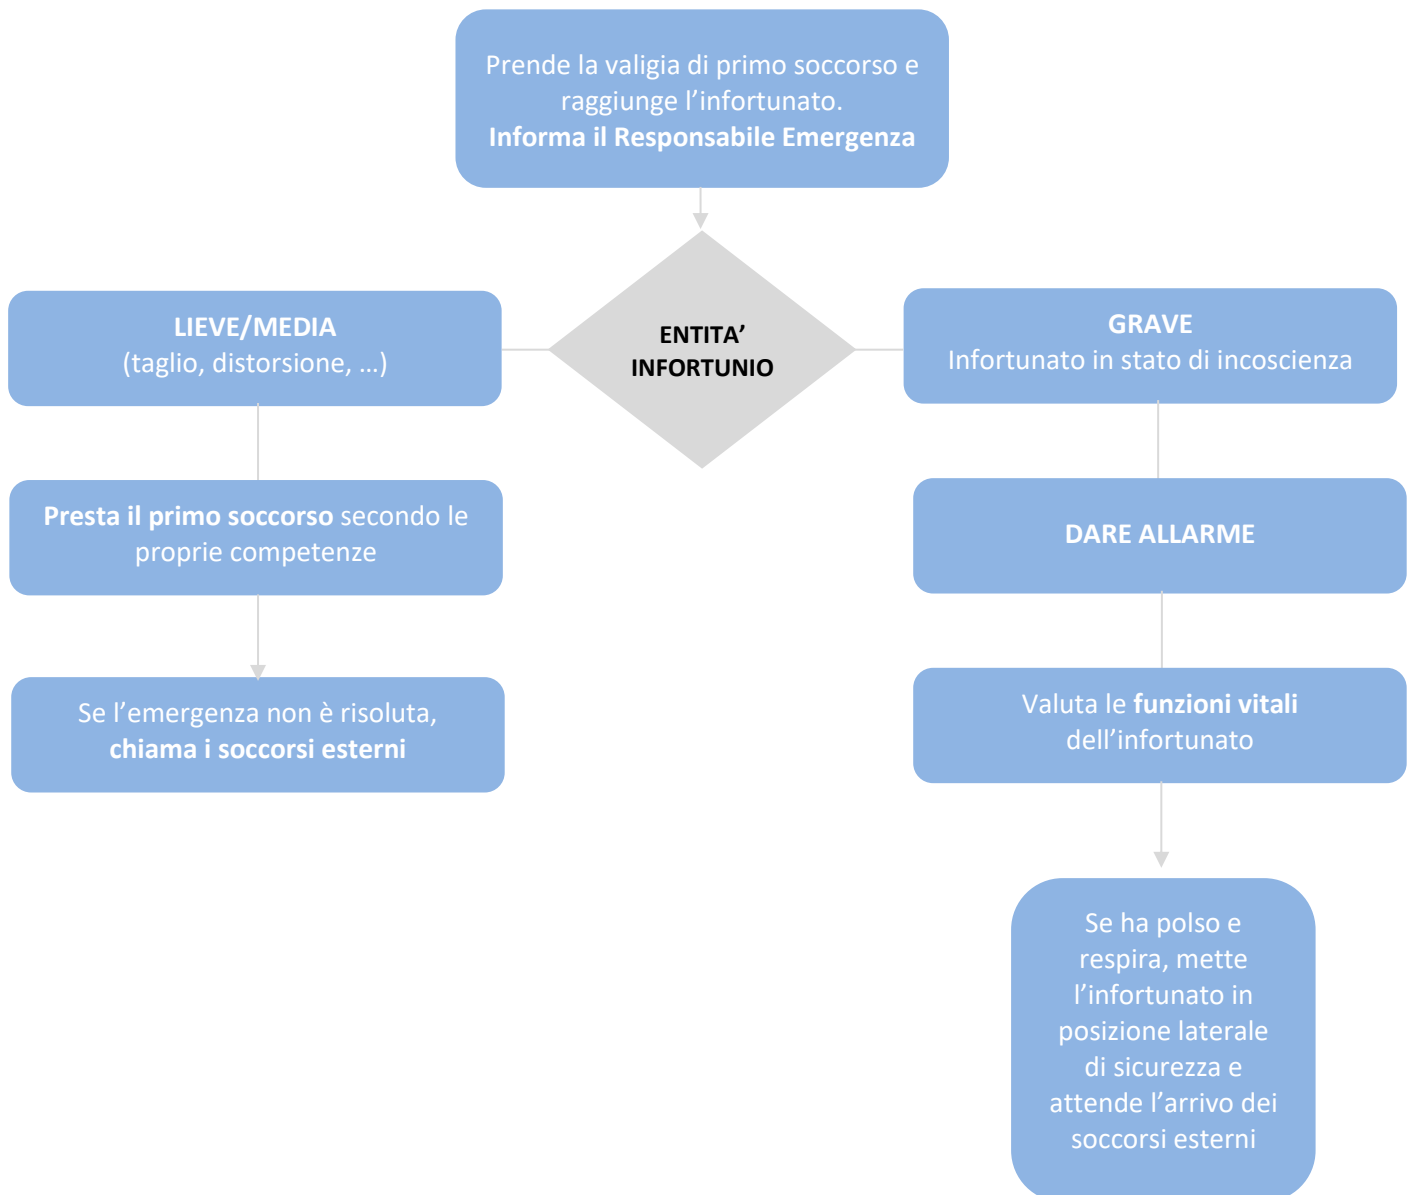 Prende la valigia di primo soccorso e
raggiunge l’infortunato.
Informa il Responsabile Emergenza
ENTITA’
INFORTUNIO
LIEVE/MEDIA
(taglio, distorsione, …)
GRAVE
Infortunato in stato di incoscienza
Presta il primo soccorso secondo le
proprie competenze
DARE ALLARME
Se l’emergenza non è risoluta,
chiama i soccorsi esterni
Valuta le funzioni vitali
dell’infortunato
Se ha polso e
respira, mette
l’infortunato in
posizione laterale
di sicurezza e
attende l’arrivo dei
soccorsi esterni